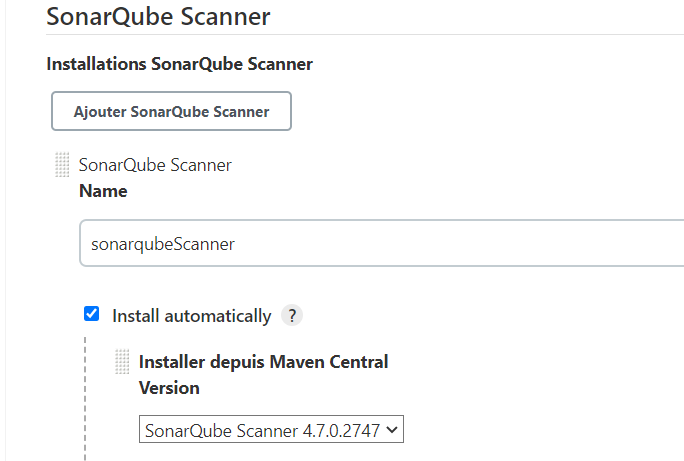 SonarQube Scanner
Installations SonarQube Scanner
Ajouter SonarQube Scanner
SonarQube Scanner
Name
sonarqubeScanner
Install automatically ?
Installer depuis Maven Central
Version
SonarQube Scanner 4.7.0.2747